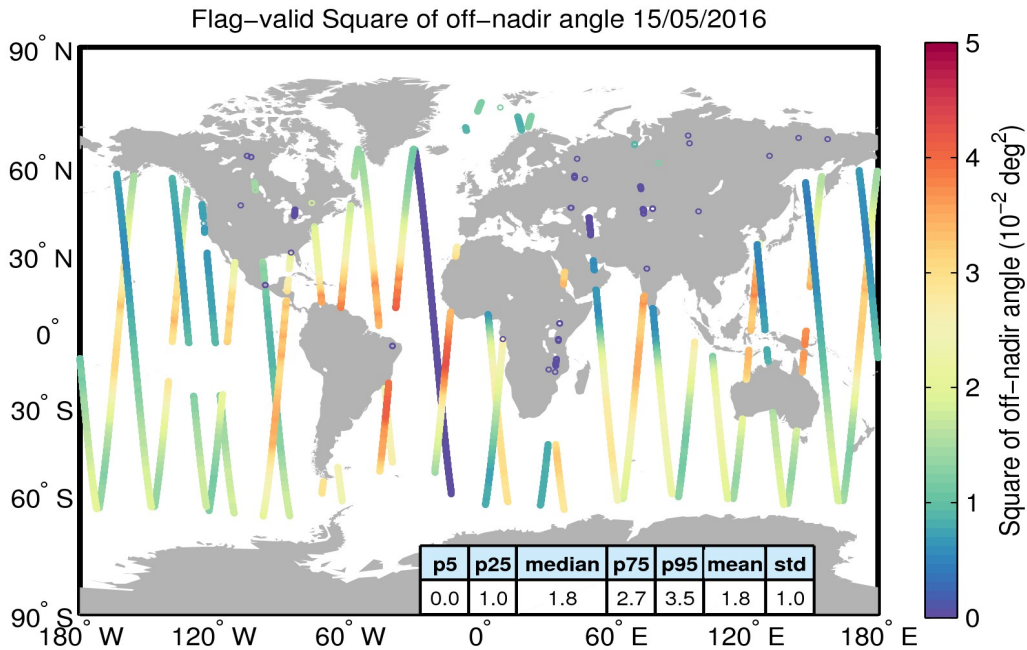 Flag-valid Square of off-nadir angle 15/05/2016
90° N
60° N
30° N
0°
30° S
60° S
90° S
180° W
120° W
60° W
0°
60° E
120° E
180° E
p5 p25 median p75 p95 mean std
0.0 1.0 1.8 2.7 3.5 1.8 1.0
5
4
3
2
1
0
Square of off-nadir angle (10⁻² deg²)